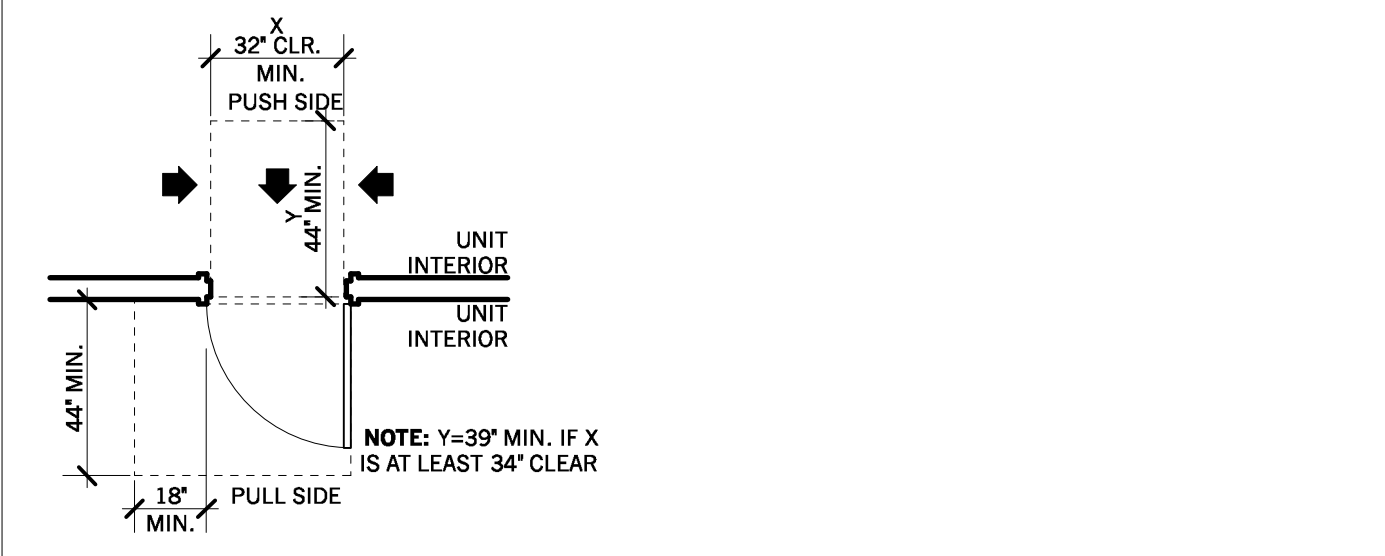 X
32" CLR.
MIN.
PUSH SIDE
Y
44" MIN.
UNIT
INTERIOR
UNIT
INTERIOR
44" MIN.
NOTE: Y=39" MIN. IF X
IS AT LEAST 34" CLEAR
18"
MIN.
PULL SIDE